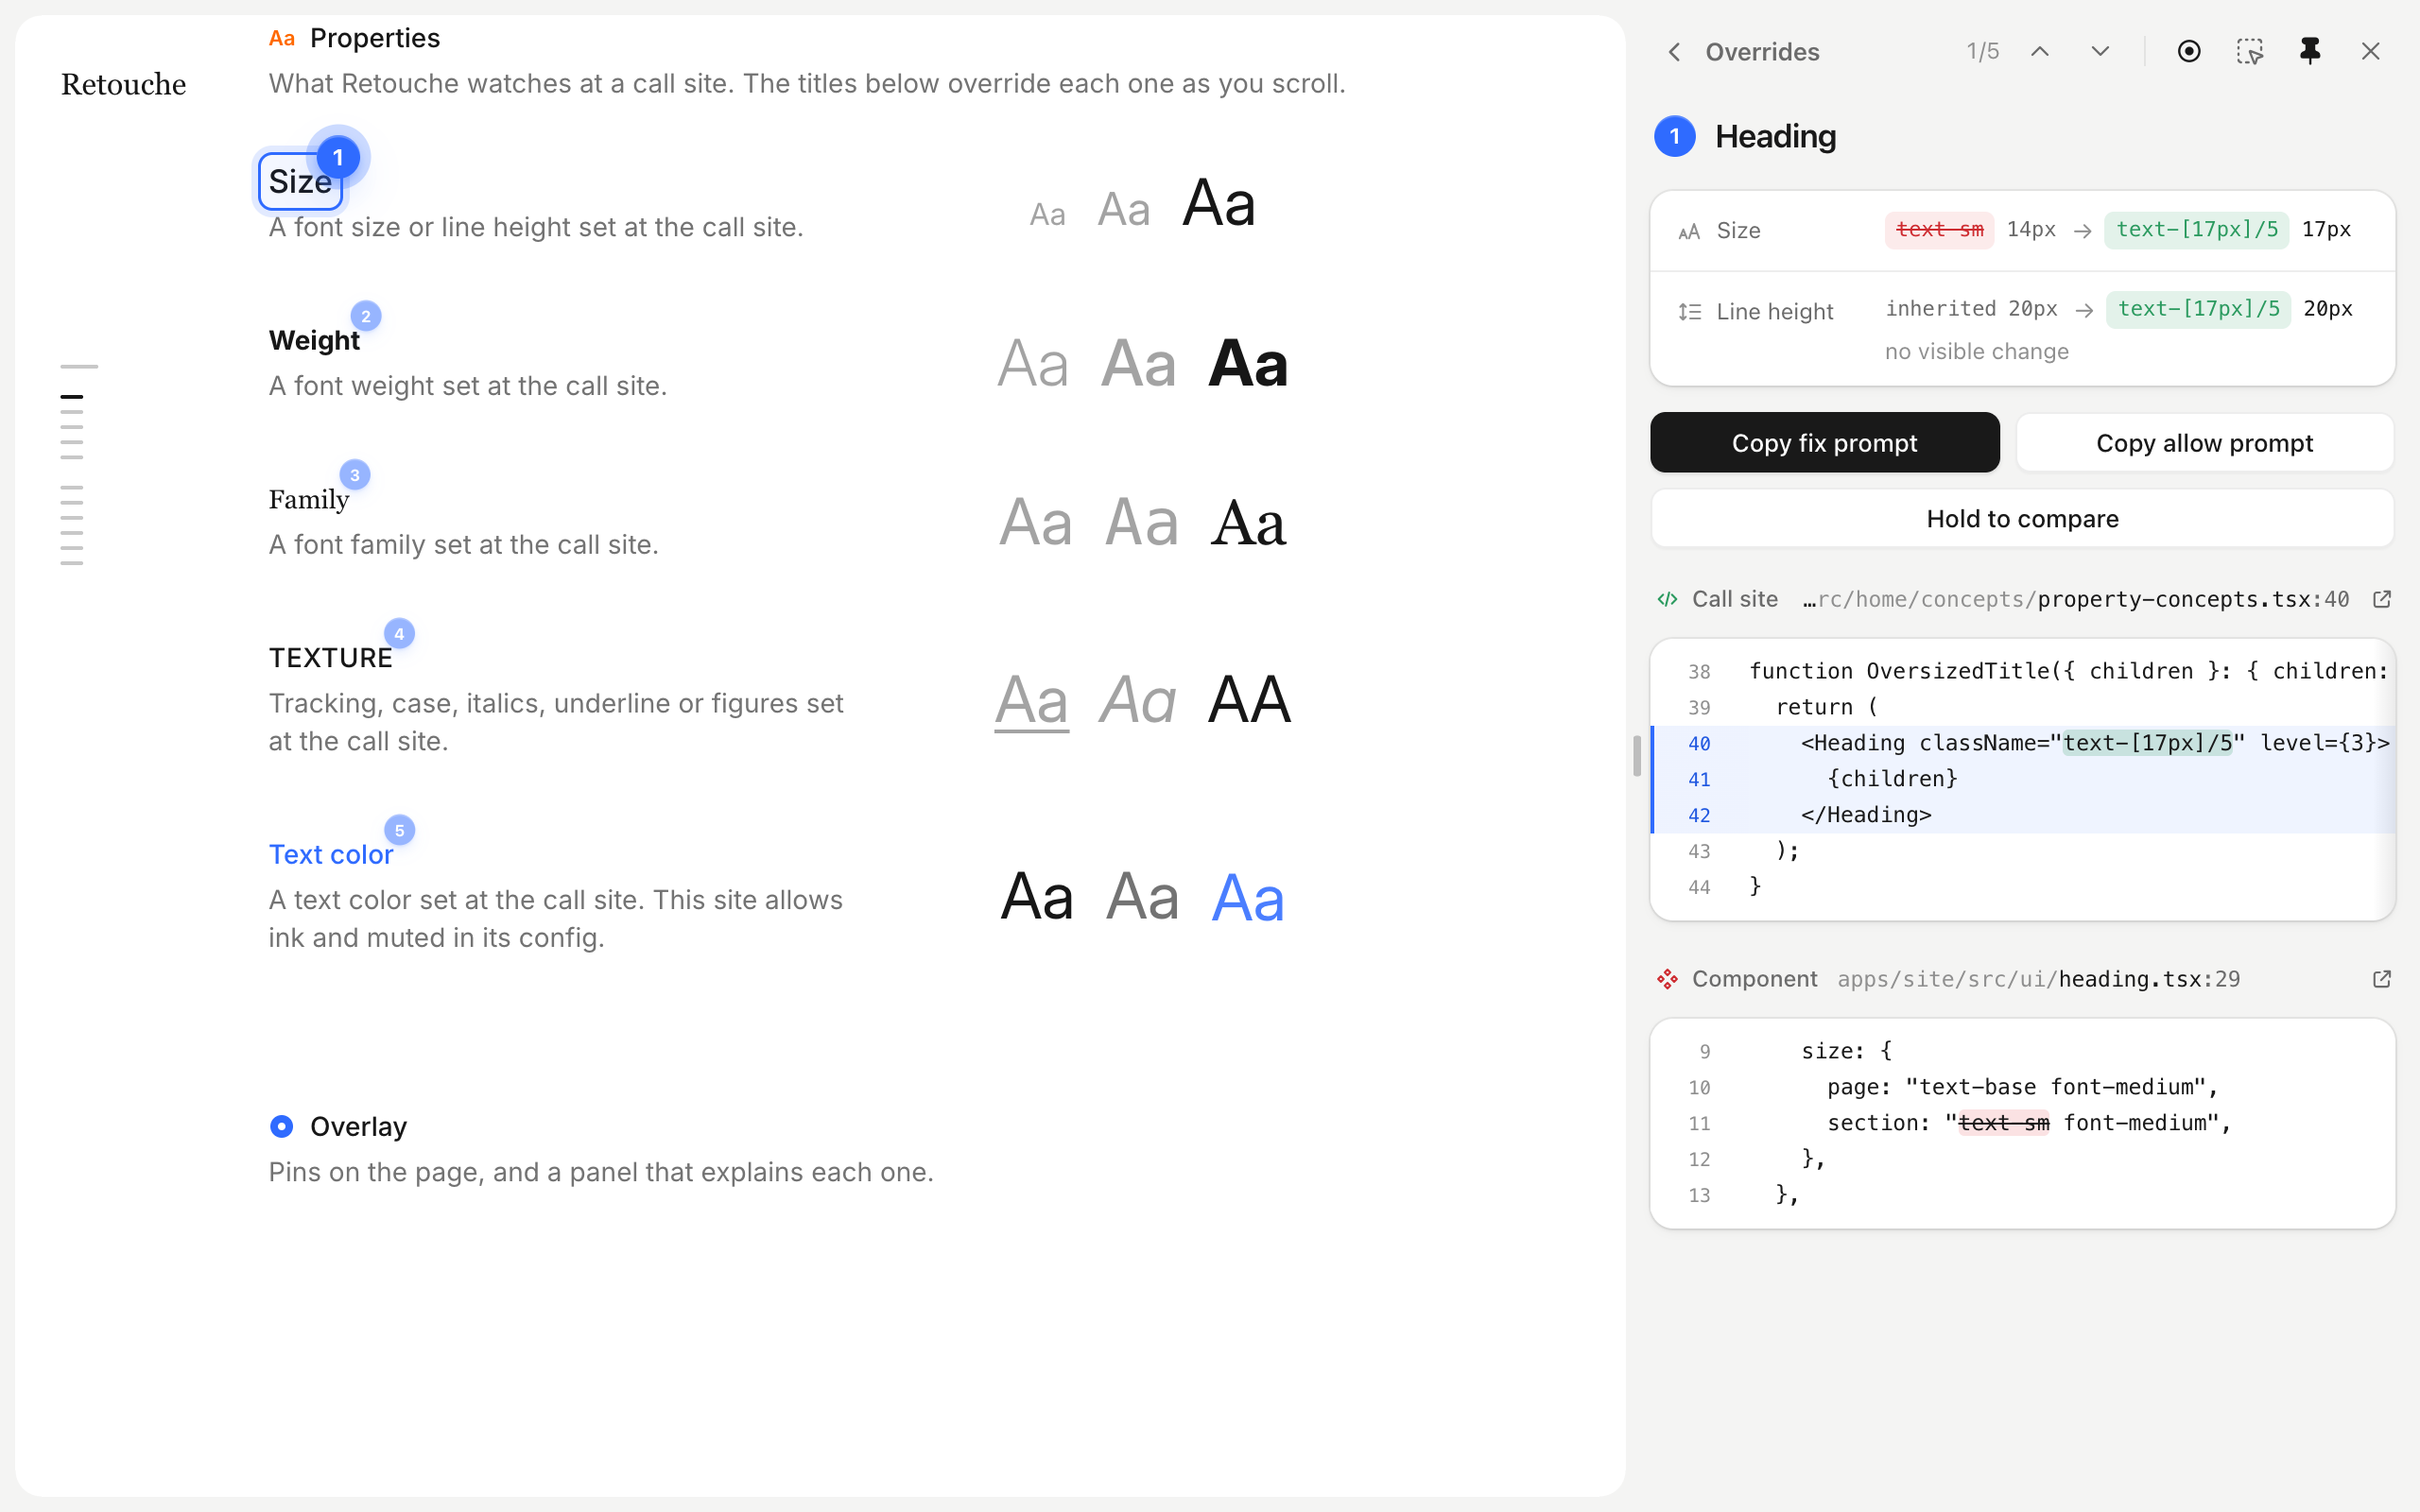 Retouche
Aa Properties
What Retouche watches at a call site. The titles below override each one as you scroll.
Size
1
A font size or line height set at the call site.
Aa Aa Aa
Weight
2
A font weight set at the call site.
Aa Aa Aa
Family
3
A font family set at the call site.
Aa Aa Aa
TEXTURE
4
Tracking, case, italics, underline or figures set
at the call site.
Aa Aa AA
Text color
5
A text color set at the call site. This site allows
ink and muted in its config.
Aa Aa Aa
Overlay
Pins on the page, and a panel that explains each one.
Overrides 1/5
1 Heading
AA Size text-sm 14px → text-[17px]/5 17px
Line height inherited 20px → text-[17px]/5 20px
no visible change
Copy fix prompt Copy allow prompt
Hold to compare
</> Call site …rc/home/concepts/property-concepts.tsx:40
38 function OversizedTitle({ children }: { children:
39 return (
40 <Heading className="text-[17px]/5" level={3}>
41 {children}
42 </Heading>
43 );
44 }
Component apps/site/src/ui/heading.tsx:29
9 size: {
10 page: "text-base font-medium",
11 section: "text-sm font-medium",
12 },
13 },